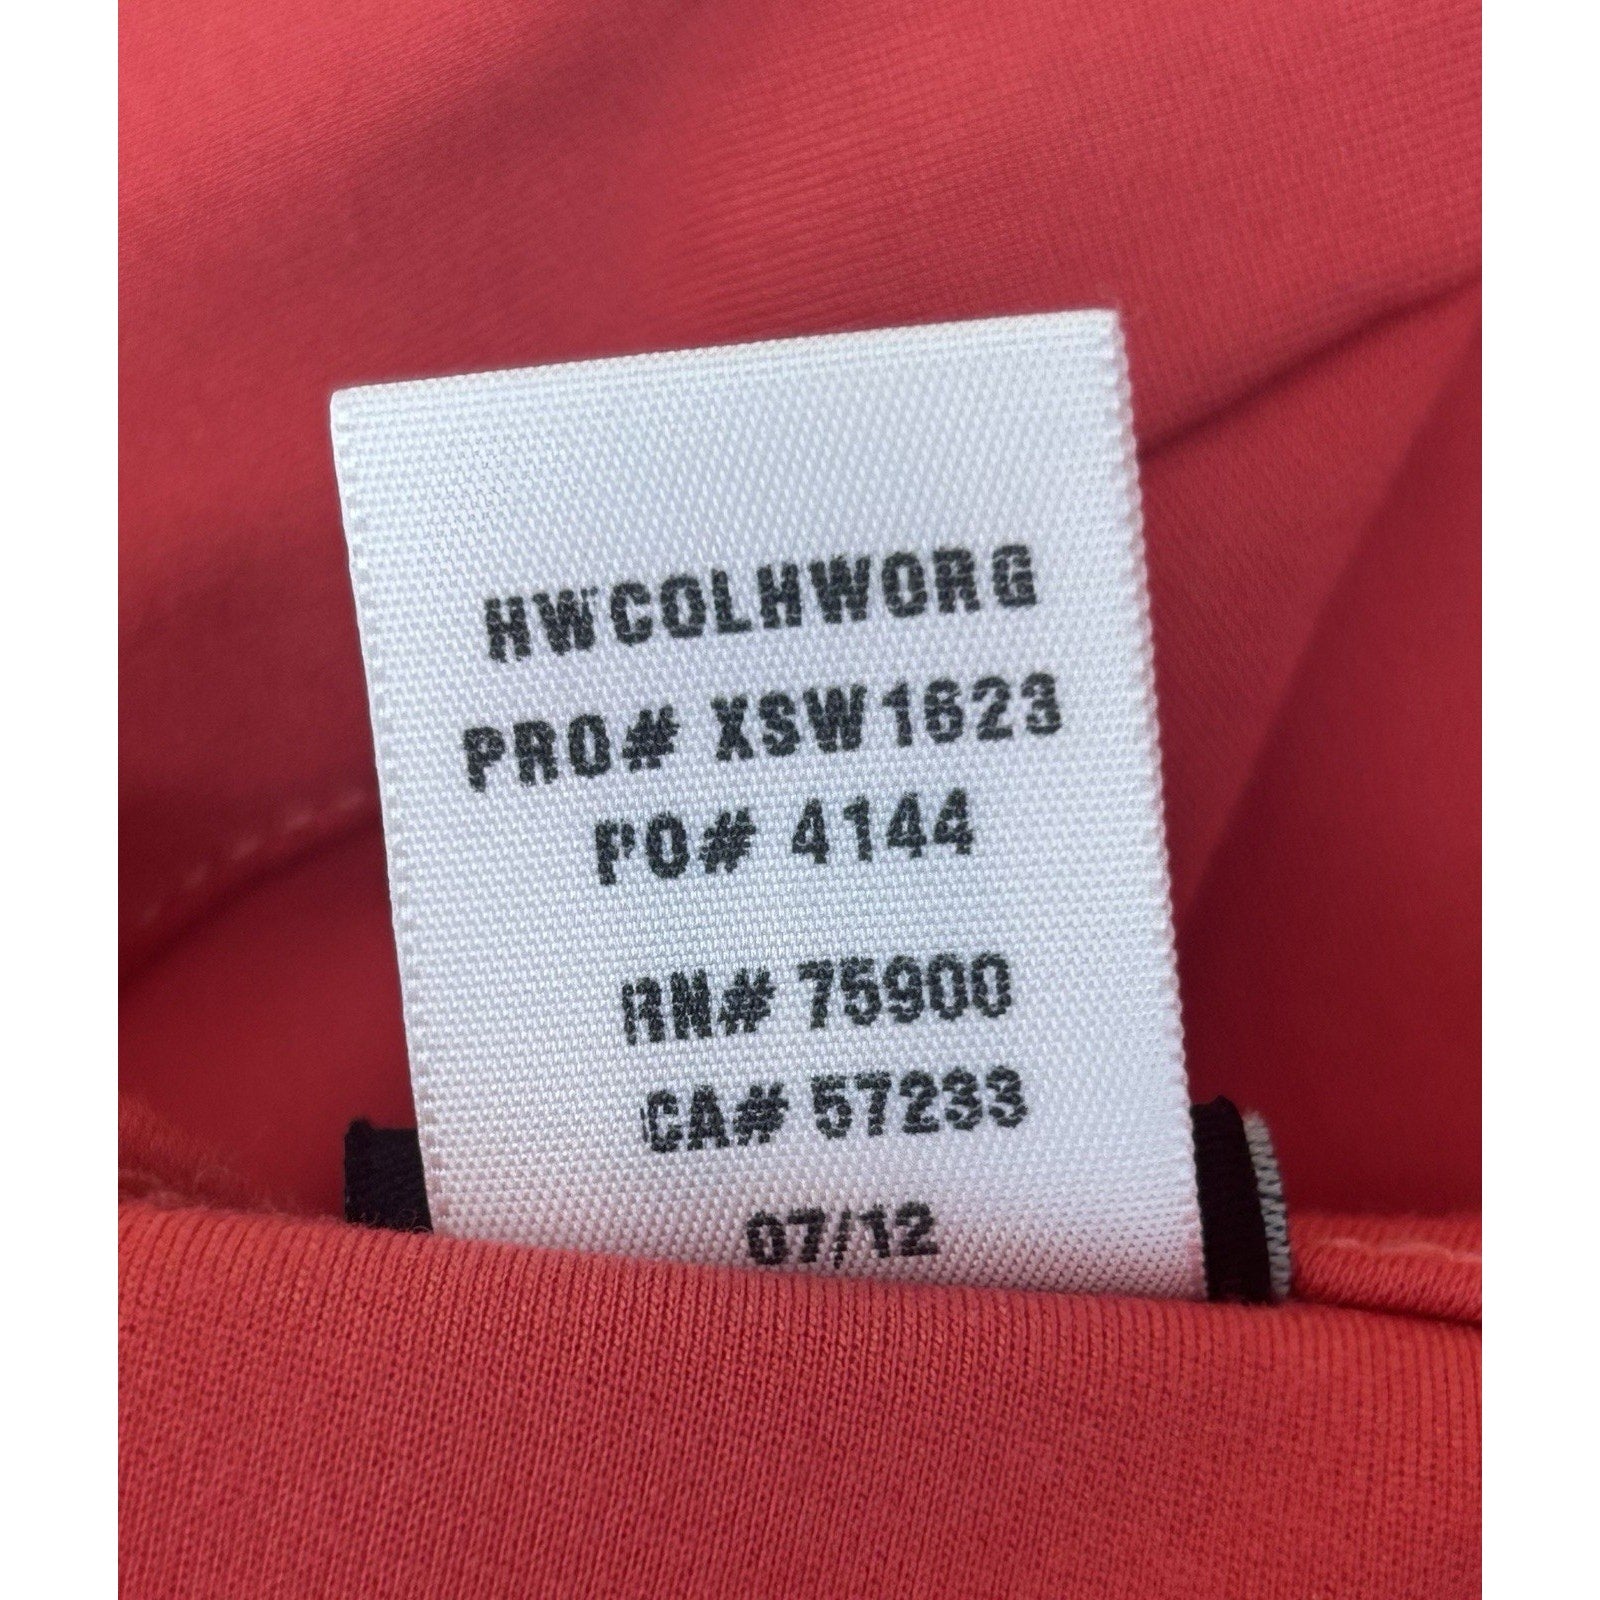 HWCOLHWORG
PRO# XSW1623
PO# 4144
RN# 75900
CA# 57233
07/12